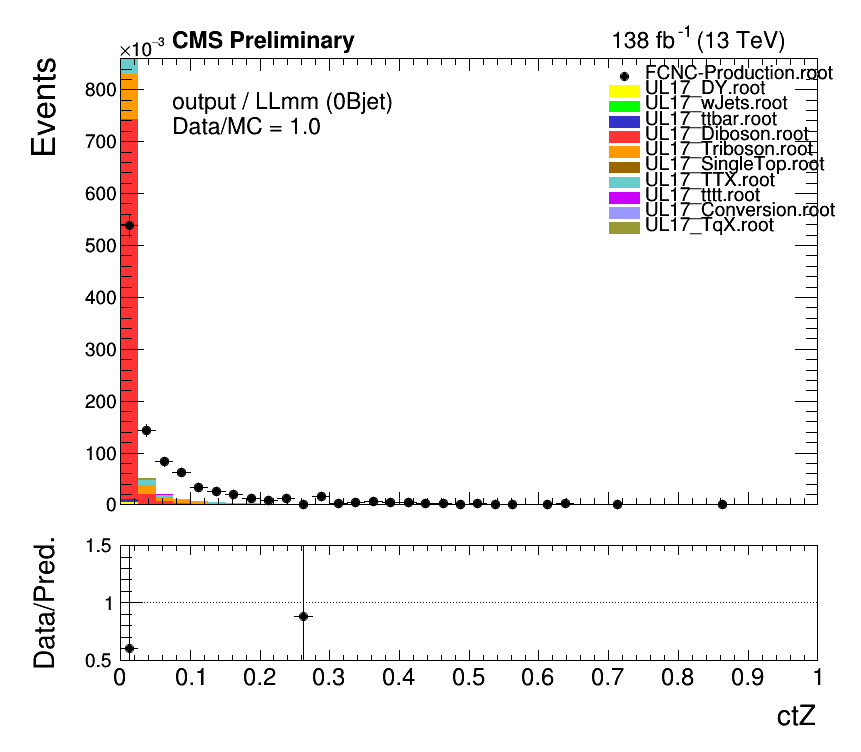 ×10⁻³ CMS Preliminary 138 fb⁻¹ (13 TeV)
Events
output / LLmm (0Bjet)
Data/MC = 1.0
FCNC-Production.root
UL17_DY.root
UL17_wJets.root
UL17_ttbar.root
UL17_Diboson.root
UL17_Triboson.root
UL17_SingleTop.root
UL17_TTX.root
UL17_tttt.root
UL17_Conversion.root
UL17_TqX.root
800
700
600
500
400
300
200
100
0
Data/Pred.
1.5
1
0.5
0 0.1 0.2 0.3 0.4 0.5 0.6 0.7 0.8 0.9 1
ctZ